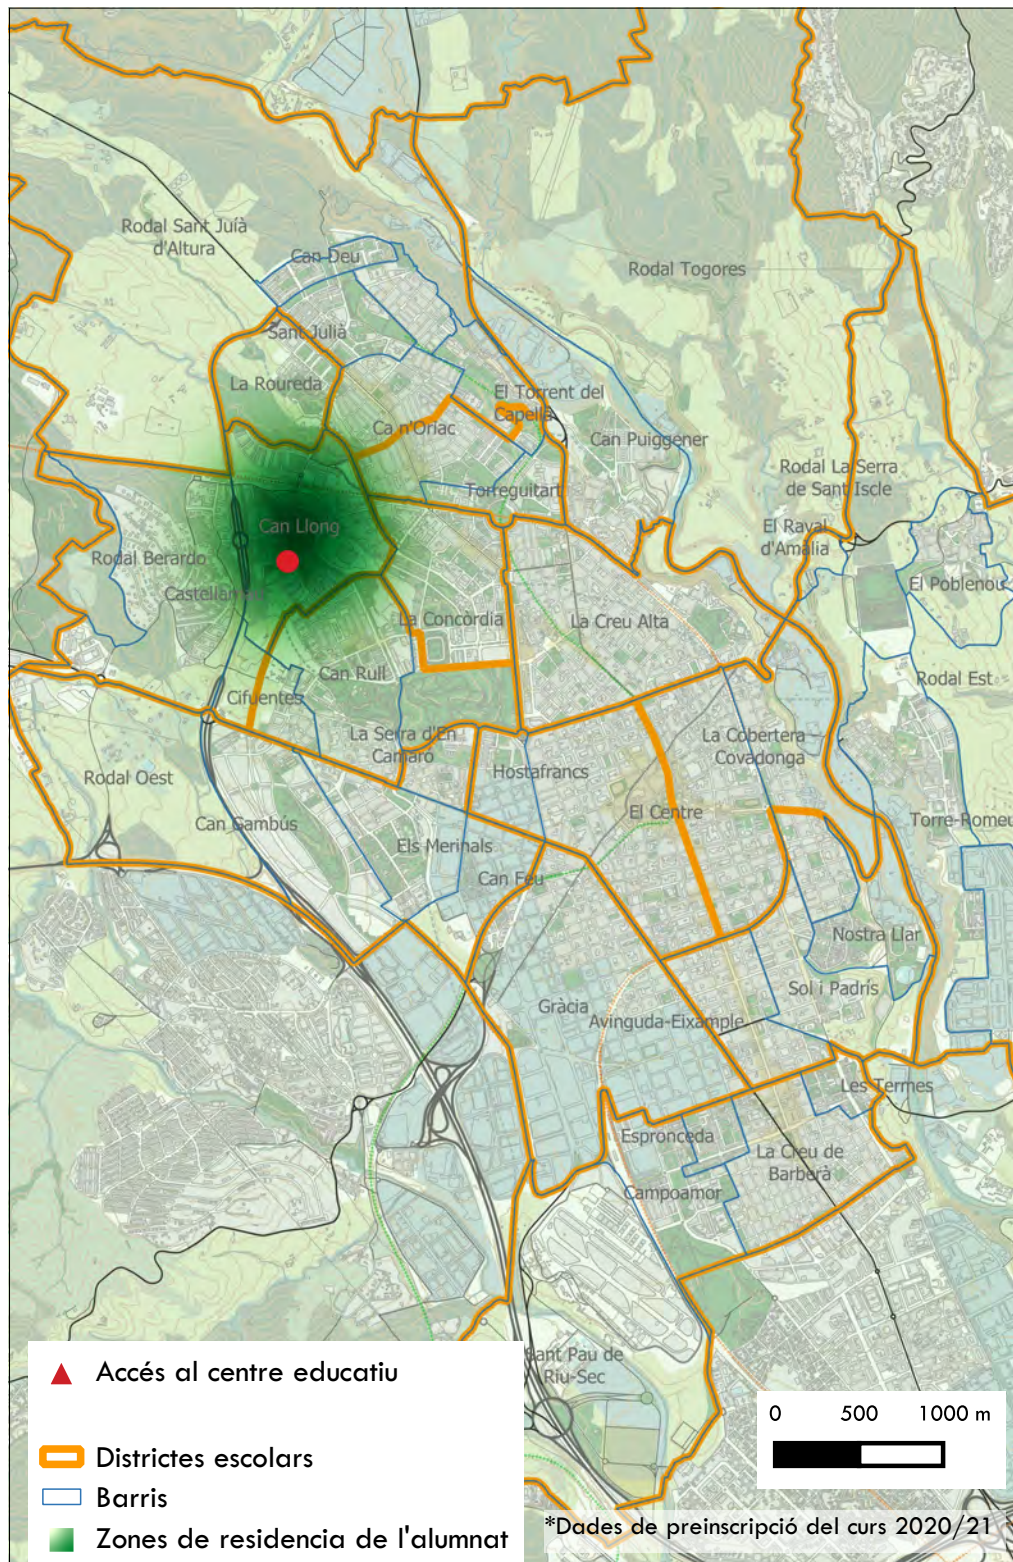 Rodal Sant Juíà
d'Altura
Can Deu
Rodal Togores
Sant Julià
La Roureda
El Torrent del
Capellà
Ca n'Oriac
Can Puiggener
Rodal La Serra
de Sant Iscle
Torreguitart
Can Llong
El Raval
d'Amàlia
Rodal Berardo
El Poblenou
Castellarnau
La Concòrdia
La Creu Alta
Can Rull
Rodal Est
Cifuentes
La Serra d'En
Camaró
La Cobertera
Covadonga
Hostafrancs
Rodal Oest
El Centre
Can Gambús
Torre-Romeu
Els Merinals
Can Feu
Nostra Llar
Sol i Padrís
Gràcia
Avinguda-Eixample
Les Termes
Espronceda
La Creu de
Barberà
Campoamor
Sant Pau de
Riu-Sec
Accés al centre educatiu
Districtes escolars
Barris
Zones de residencia de l'alumnat
0 500 1000 m
*Dades de preinscripció del curs 2020/21